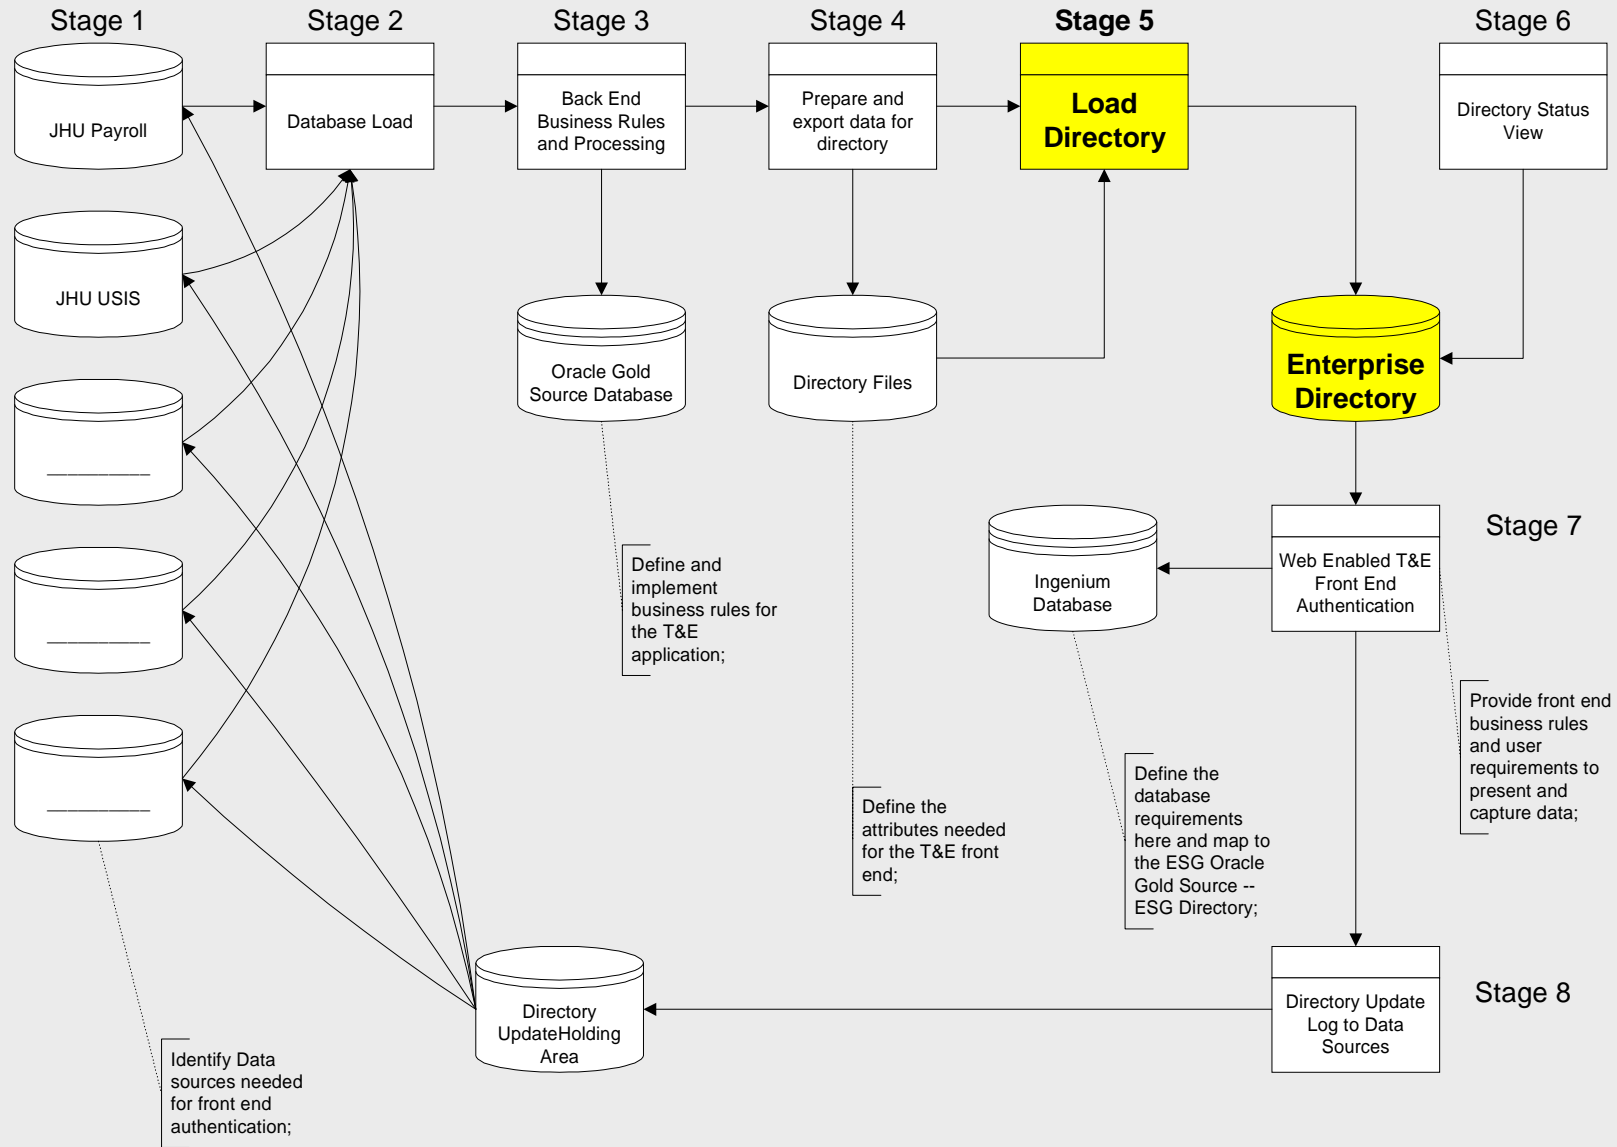 Stage 1
Stage 2
Stage 3
Stage 4
Stage 5
Stage 6
JHU Payroll
Database Load
Back End
Business Rules
and Processing
Prepare and
export data for
directory
Load
Directory
Directory Status
View
JHU USIS
Oracle Gold
Source Database
Directory Files
Enterprise
Directory
__________
__________
__________
Stage 7
Ingenium
Database
Web Enabled T&E
Front End
Authentication
Define and
implement
business rules for
the T&E
application;
Provide front end
business rules
and user
requirements to
present and
capture data;
Define the
attributes needed
for the T&E front
end;
Define the
database
requirements
here and map to
the ESG Oracle
Gold Source --
ESG Directory;
Stage 8
Directory
UpdateHolding
Area
Directory Update
Log to Data
Sources
Identify Data
sources needed
for front end
authentication;